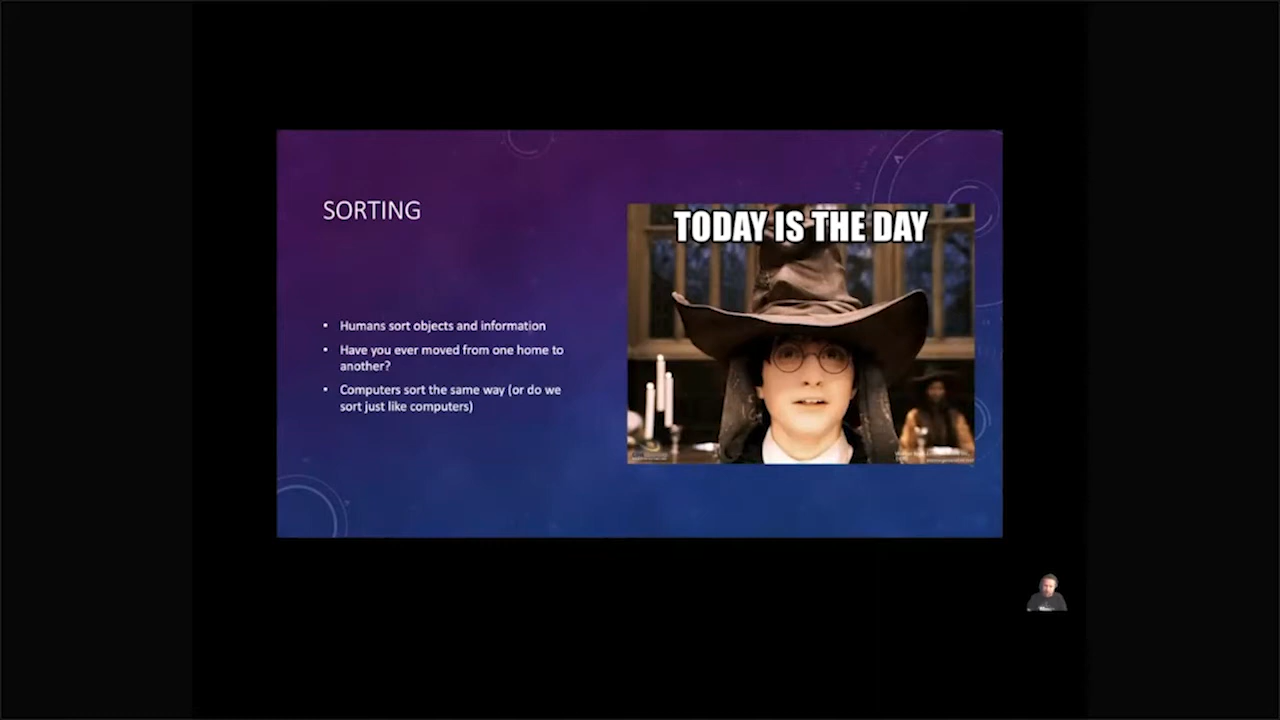 SORTING
TODAY IS THE DAY
▪ Humans sort objects and information
▪ Have you ever moved from one home to
another?
▪ Computers sort the same way (or do we
sort just like computers)